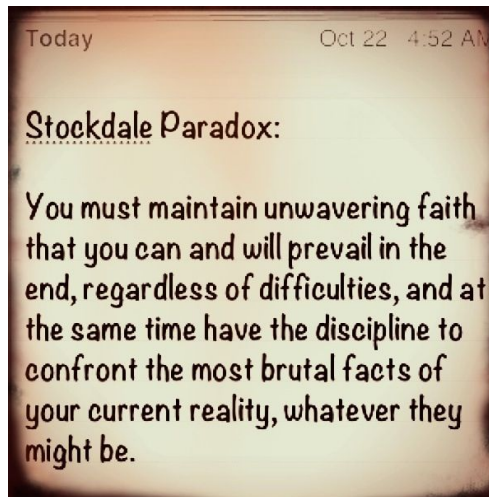 Today Oct 22 4:52 AM
Stockdale Paradox:
You must maintain unwavering faith
that you can and will prevail in the
end, regardless of difficulties, and at
the same time have the discipline to
confront the most brutal facts of
your current reality, whatever they
might be.